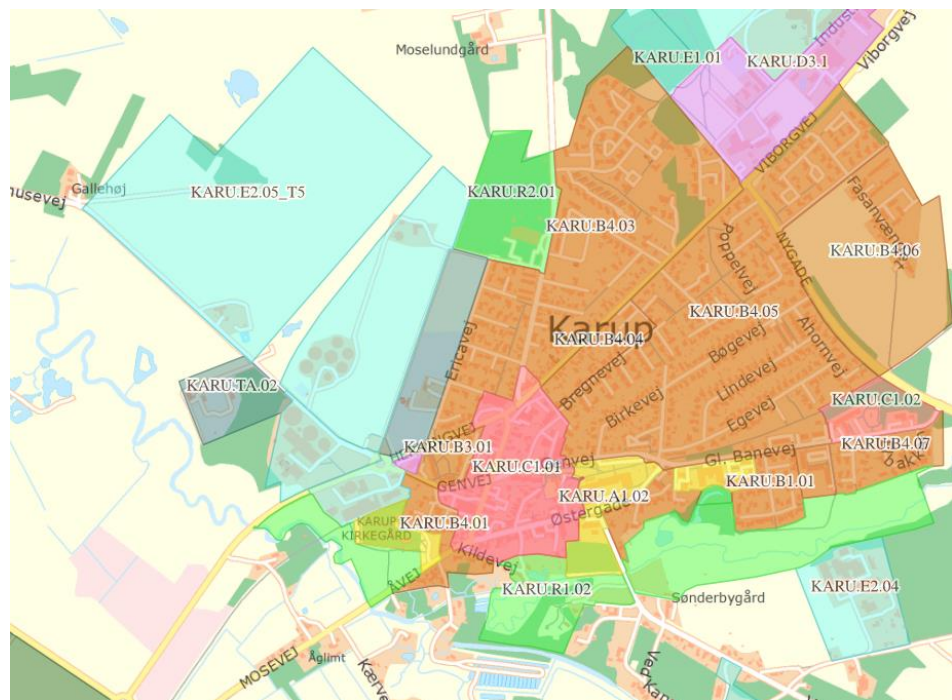 Moselundgård
KARU.E1.01
KARU.D3.1
Viborgvej
VIBORGVEJ
KARU.E2.05_T5
Gallehøj
usevej
KARU.R2.01
KARU.B4.03
Poppelvej
NYGADE
KARU.B4.06
KARU.B4.05
Karup
KARU.B4.04
Ericavej
Bregnevej
Bøgevej
Ahornvej
Lindevej
Birkevej
Egevej
KARU.TA.02
KARU.C1.02
KARU.B4.07
KARU.B3.01
GENVEJ
KARU.C1.01
Gl. Banevej
KARU.B1.01
KARU.A1.02
Østergade
KARUP
KIRKEGÅRD
KARU.B4.01
Kildevej
ÅVEJ
KARU.R1.02
Sønderbygård
KARU.E2.04
MOSEVEJ
Åglimt
Kærv
Ved Kar